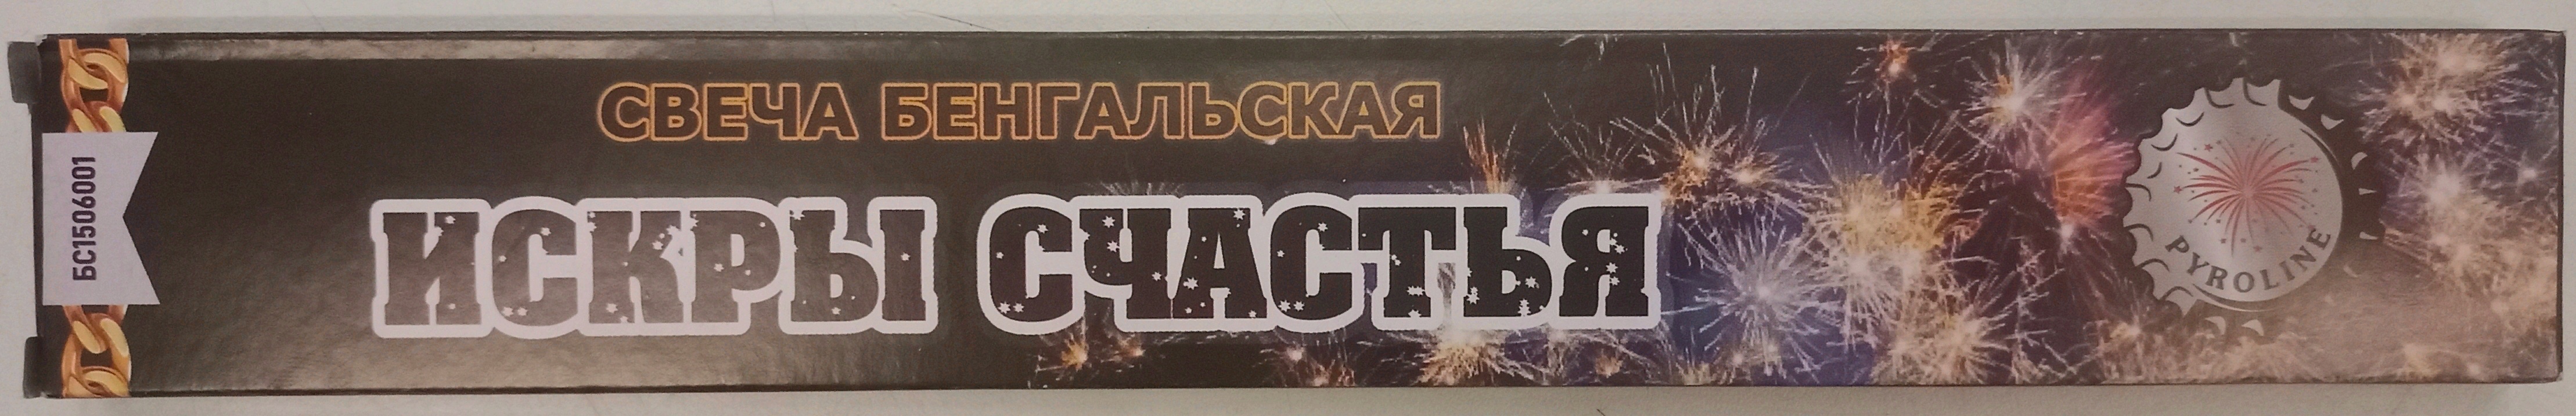 БС1506001
СВЕЧА БЕНГАЛЬСКАЯ
ИСКРЫ СЧАСТЬЯ
PYROLINE